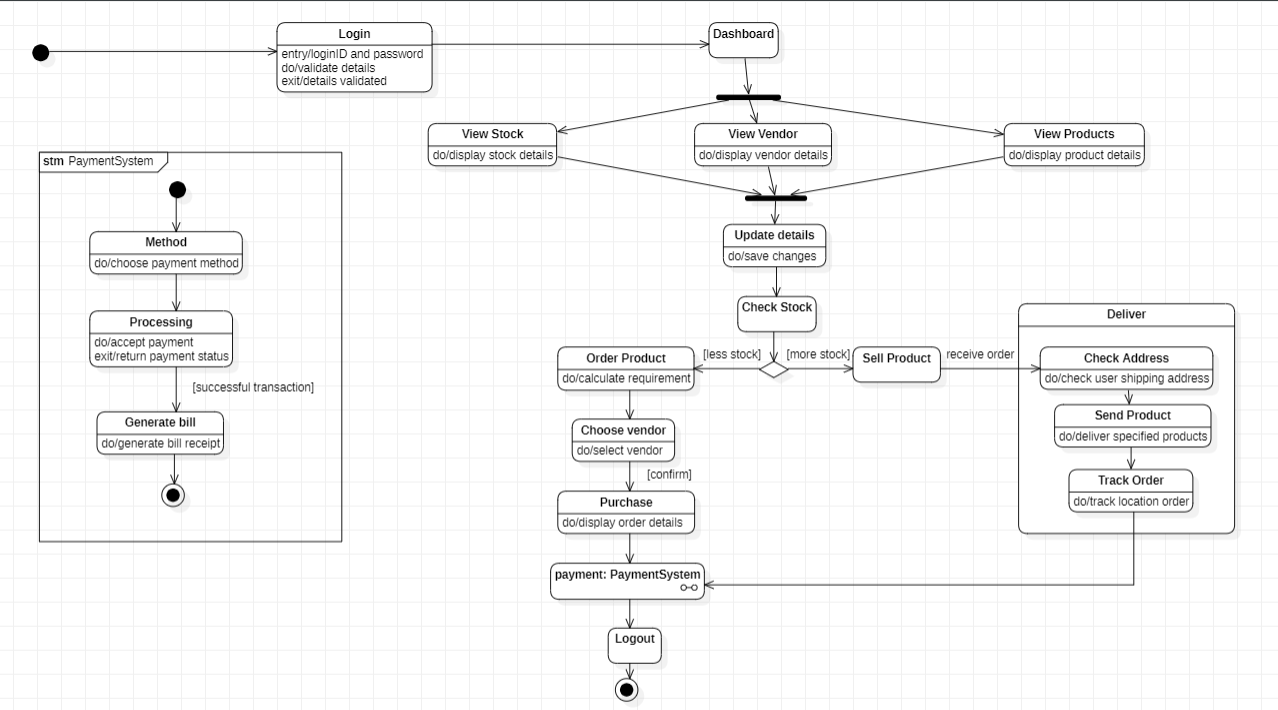 Login
entry/loginID and password
do/validate details
exit/details validated
Dashboard
View Stock
do/display stock details
View Vendor
do/display vendor details
View Products
do/display product details
stm PaymentSystem
Method
do/choose payment method
Processing
do/accept payment
exit/return payment status
[successful transaction]
Generate bill
do/generate bill receipt
Update details
do/save changes
Check Stock
[less stock]
[more stock]
Order Product
do/calculate requirement
Sell Product
receive order
Deliver
Check Address
do/check user shipping address
Send Product
do/deliver specified products
Track Order
do/track location order
Choose vendor
do/select vendor
[confirm]
Purchase
do/display order details
payment: PaymentSystem
Logout